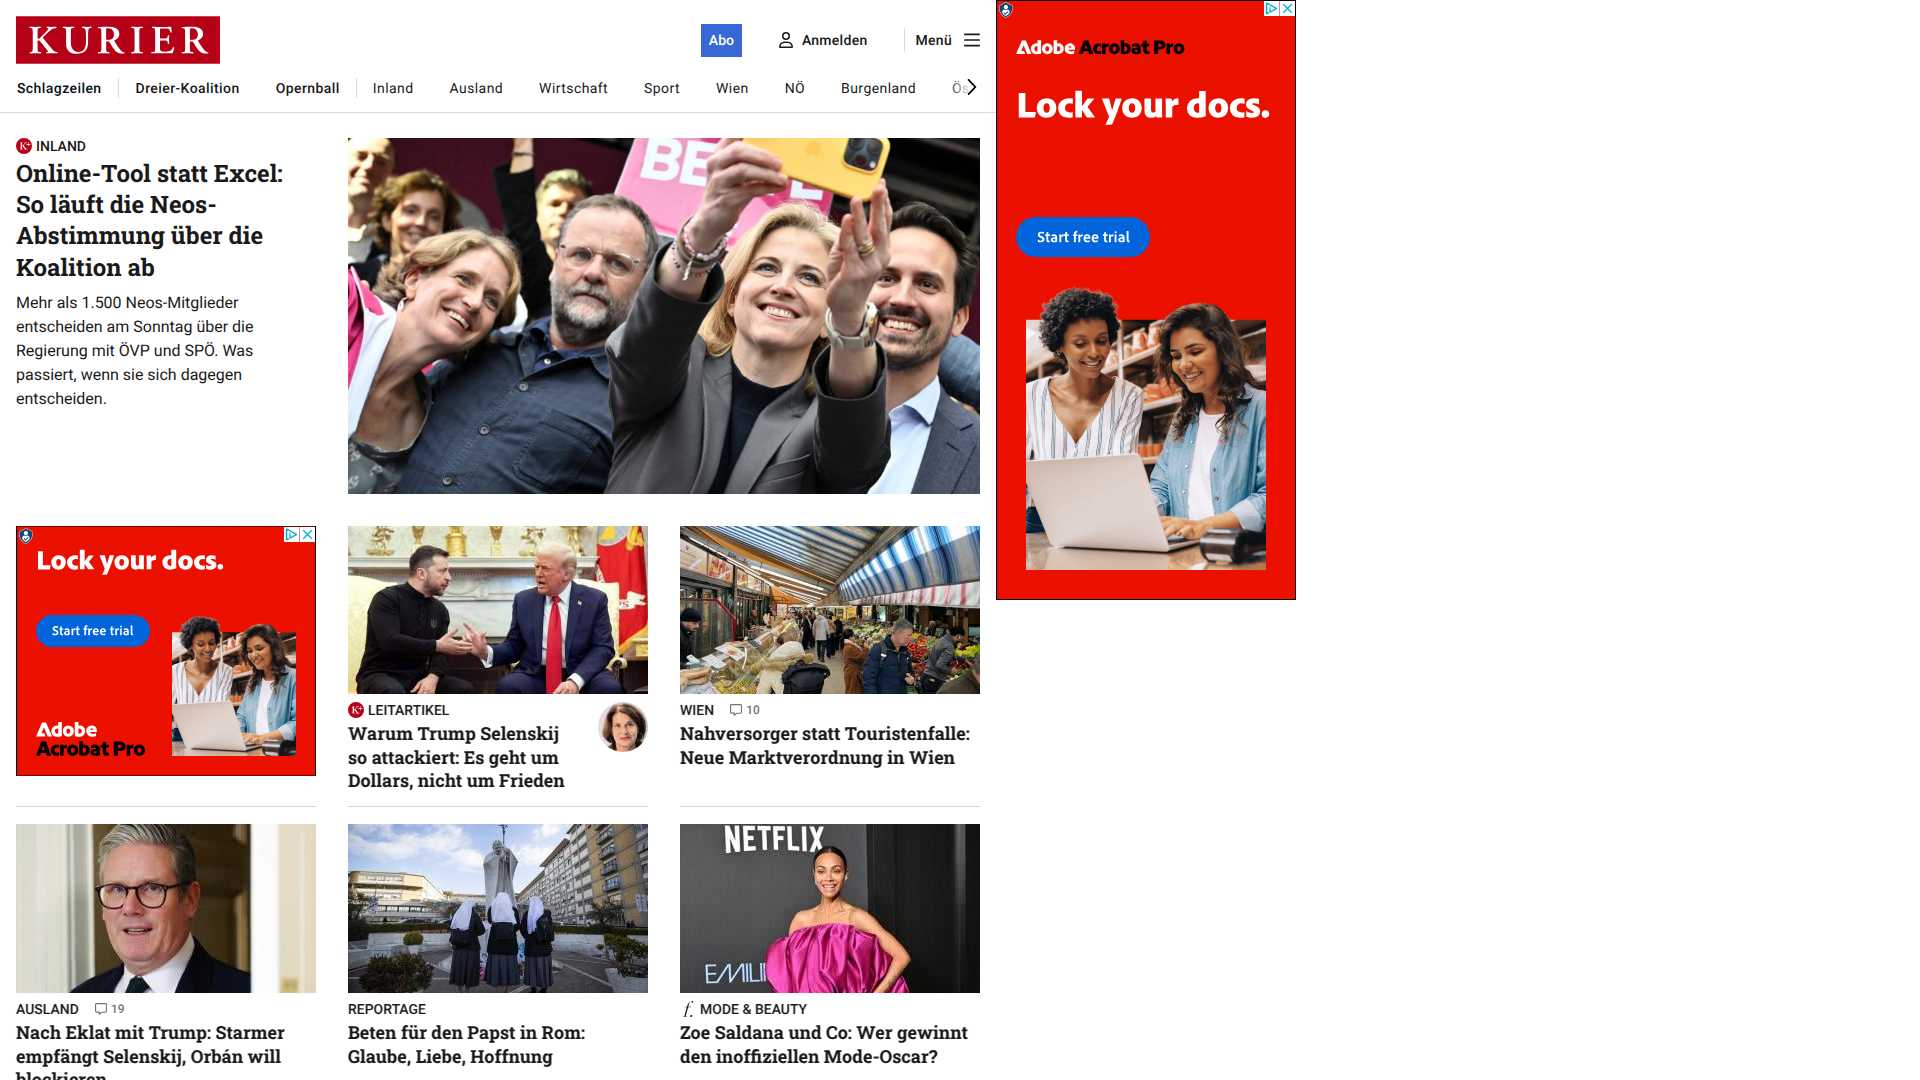 KURIER
Abo
Anmelden
Menü
Schlagzeilen
Dreier-Koalition
Opernball
Inland
Ausland
Wirtschaft
Sport
Wien
NÖ
Burgenland
INLAND
Online-Tool statt Excel:
So läuft die Neos-
Abstimmung über die
Koalition ab
Mehr als 1.500 Neos-Mitglieder
entscheiden am Sonntag über die
Regierung mit ÖVP und SPÖ. Was
passiert, wenn sie sich dagegen
entscheiden.
Adobe Acrobat Pro
Lock your docs.
Start free trial
Lock your docs.
Start free trial
Adobe
Acrobat Pro
K+ LEITARTIKEL
Warum Trump Selenskij
so attackiert: Es geht um
Dollars, nicht um Frieden
WIEN 10
Nahversorger statt Touristenfalle:
Neue Marktverordnung in Wien
AUSLAND 19
Nach Eklat mit Trump: Starmer
empfängt Selenskij, Orbán will
blockieren
REPORTAGE
Beten für den Papst in Rom:
Glaube, Liebe, Hoffnung
NETFLIX
f. MODE & BEAUTY
Zoe Saldana und Co: Wer gewinnt
den inoffiziellen Mode-Oscar?